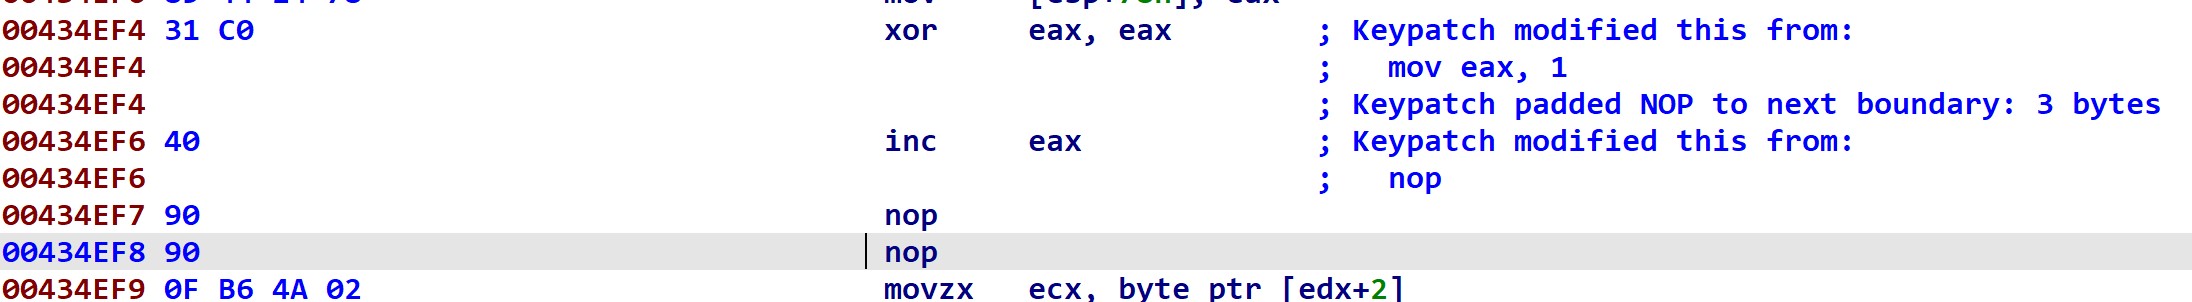 00434EF4 31 C0 xor eax, eax ; Keypatch modified this from:
00434EF4 ; mov eax, 1
00434EF4 ; Keypatch padded NOP to next boundary: 3 bytes
00434EF6 40 inc eax ; Keypatch modified this from:
00434EF6 ; nop
00434EF7 90 nop
00434EF8 90 nop
00434EF9 0F B6 4A 02 movzx ecx, byte ptr [edx+2]